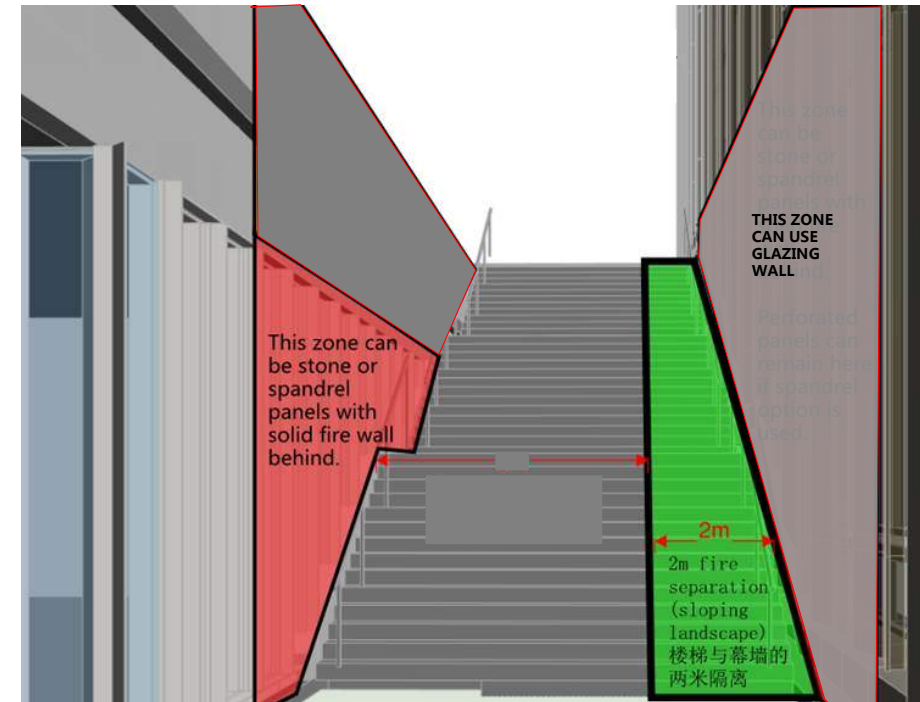 This zone
can be
stone or
spandrel
panels with
THIS ZONE
CAN USE
GLAZING
WALL
Perforated
panels can
remain here
if spandrel
option is
used.
This zone can
be stone or
spandrel
panels with
solid fire wall
behind.
2m
2m fire
separation
(sloping
landscape)
楼梯与幕墙的
两米隔离